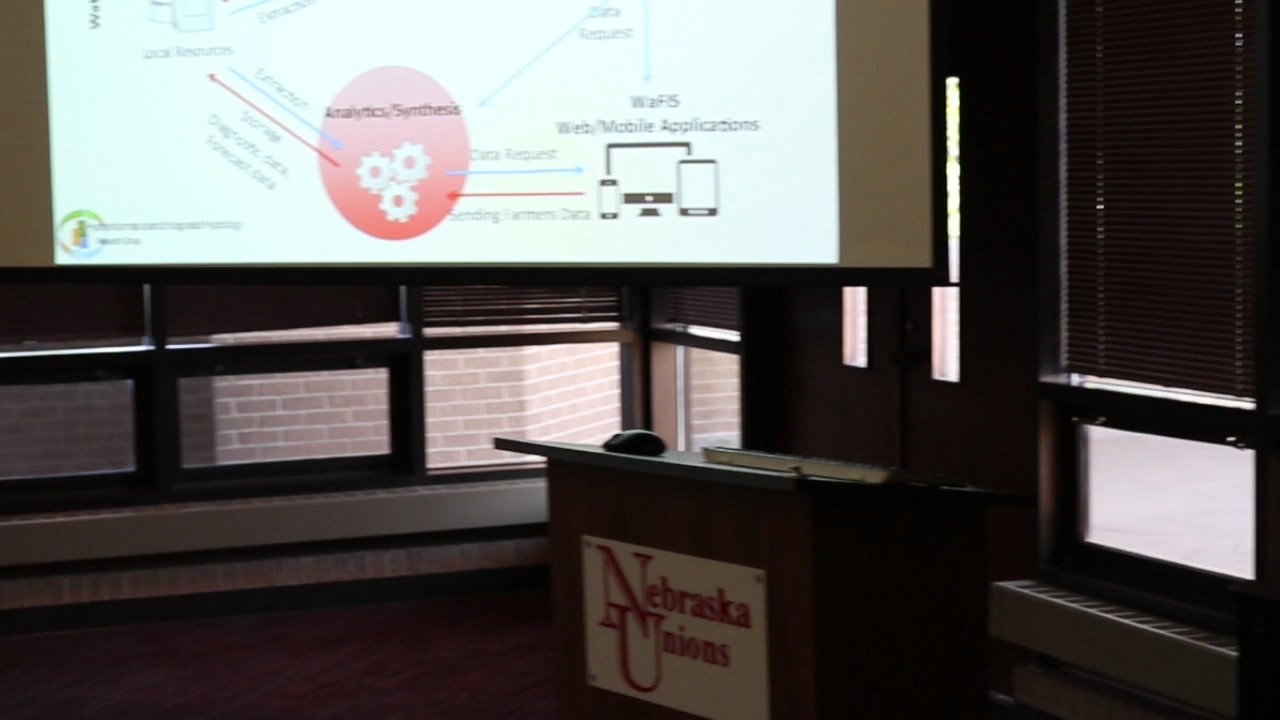 Extraction
Data
Request
Local Resources
Extraction
Storage
Diagnostic Data,
Forecast Data
Analytics/Synthesis
WaFIS
Web/Mobile Applications
Data Request
Sending Farmers Data
Nebraska
Unions